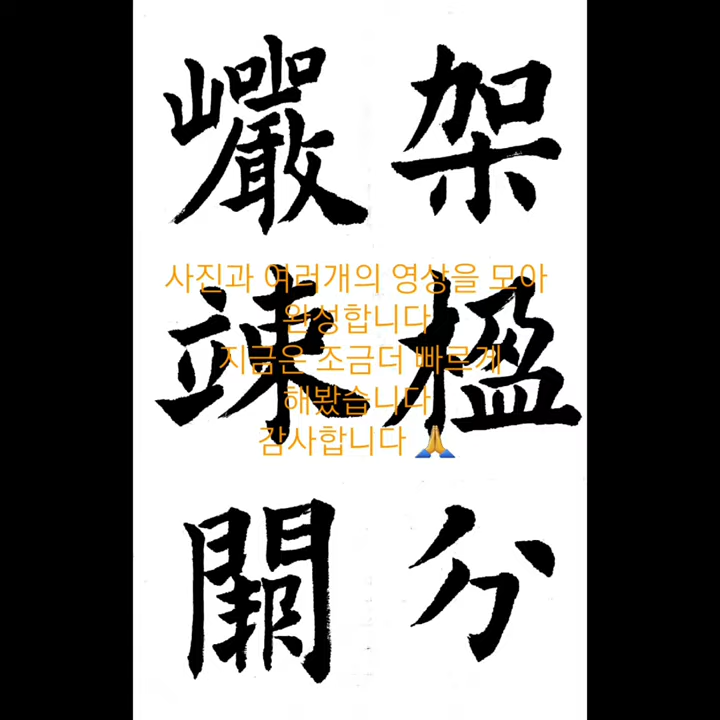 架楹分
巗竦闕
사진과 여러개의 영상을 모아
완성합니다
지금은 조금더 빠르게
해봤습니다
감사합니다 🙏